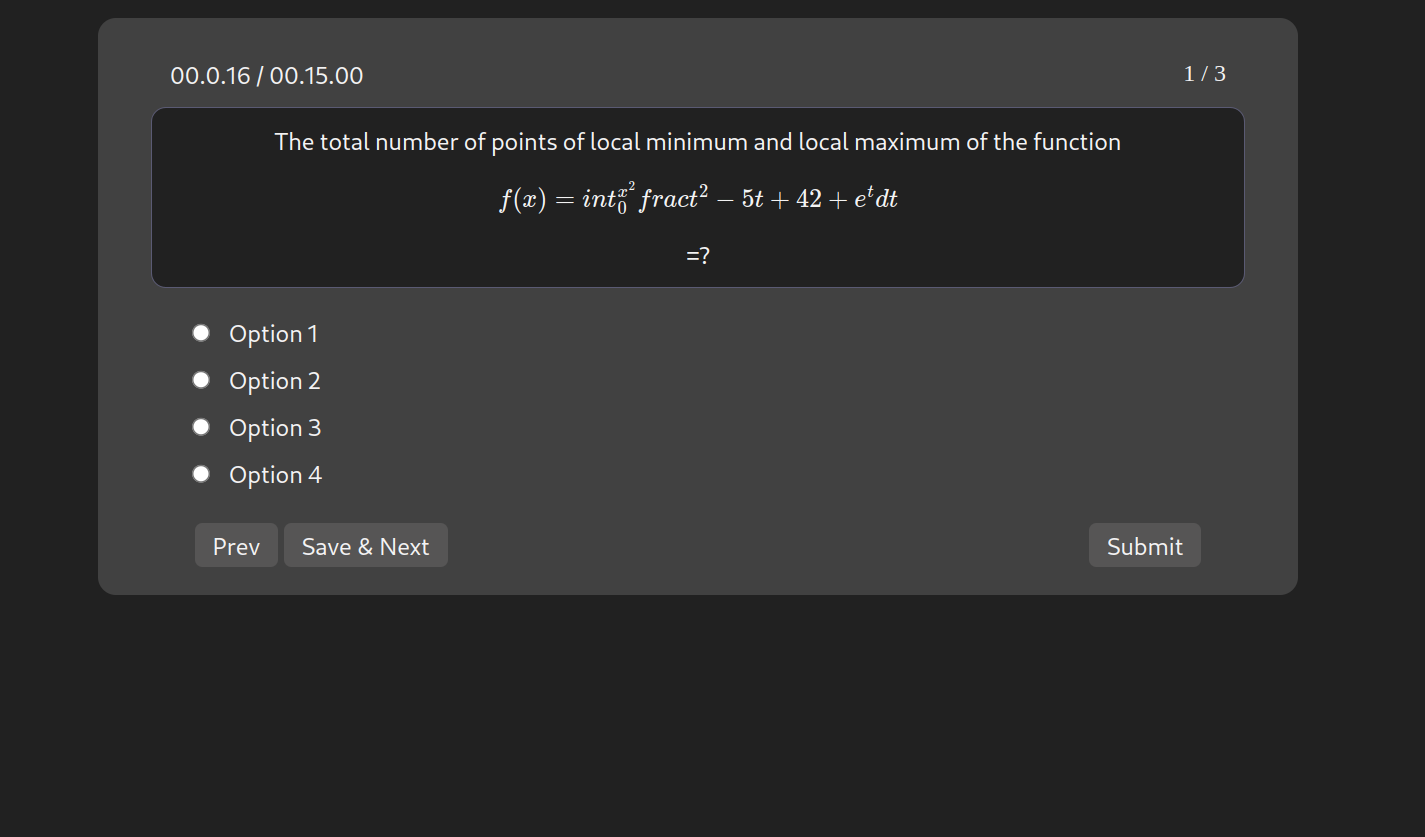 00.0.16 / 00.15.00
1 / 3
The total number of points of local minimum and local maximum of the function
f(x) = int_0^{x^2} fract^2 − 5t + 42 + e^t dt
=?
Option 1
Option 2
Option 3
Option 4
Prev Save & Next Submit